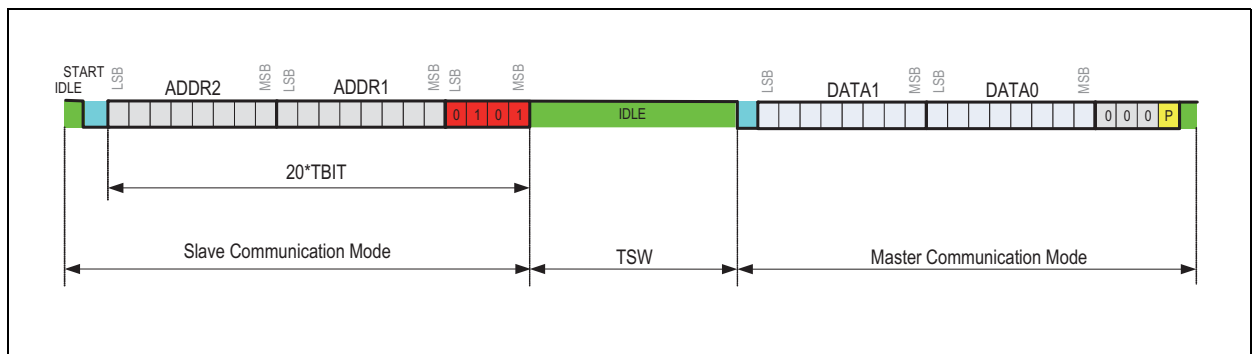 START
IDLE
LSB
ADDR2
MSB
LSB
ADDR1
MSB
LSB
MSB
0 1 0 1
IDLE
LSB
DATA1
MSB
LSB
DATA0
MSB
0 0 0 P
20*TBIT
Slave Communication Mode
TSW
Master Communication Mode